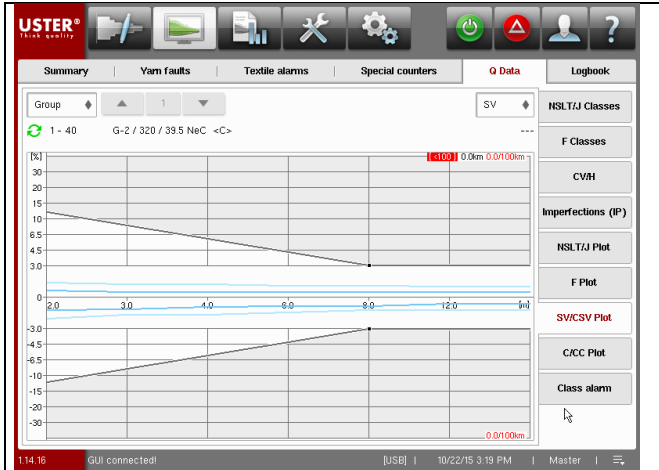 USTER®
Think quality
?
Summary | Yarn faults | Textile alarms | Special counters Q Data Logbook
Group 1 SV
1 - 40 G-2 / 320 / 39.5 NeC <C> ---
[%] [ <100 ] 0.0km 0.0/100km
30
20
15
10
6.5
4.5
3.0
0
2.0 3.0 4.0 6.0 8.0 12.0 [m]
-3.0
-4.5
-6.5
-10
-15
-20
-30
0.0/100km
NSLT/J Classes
F Classes
CV/H
Imperfections (IP)
NSLT/J Plot
F Plot
SV/CSV Plot
C/CC Plot
Class alarm
1.14.16 GUI connected! [USB] | 10/22/15 3:19 PM | Master |